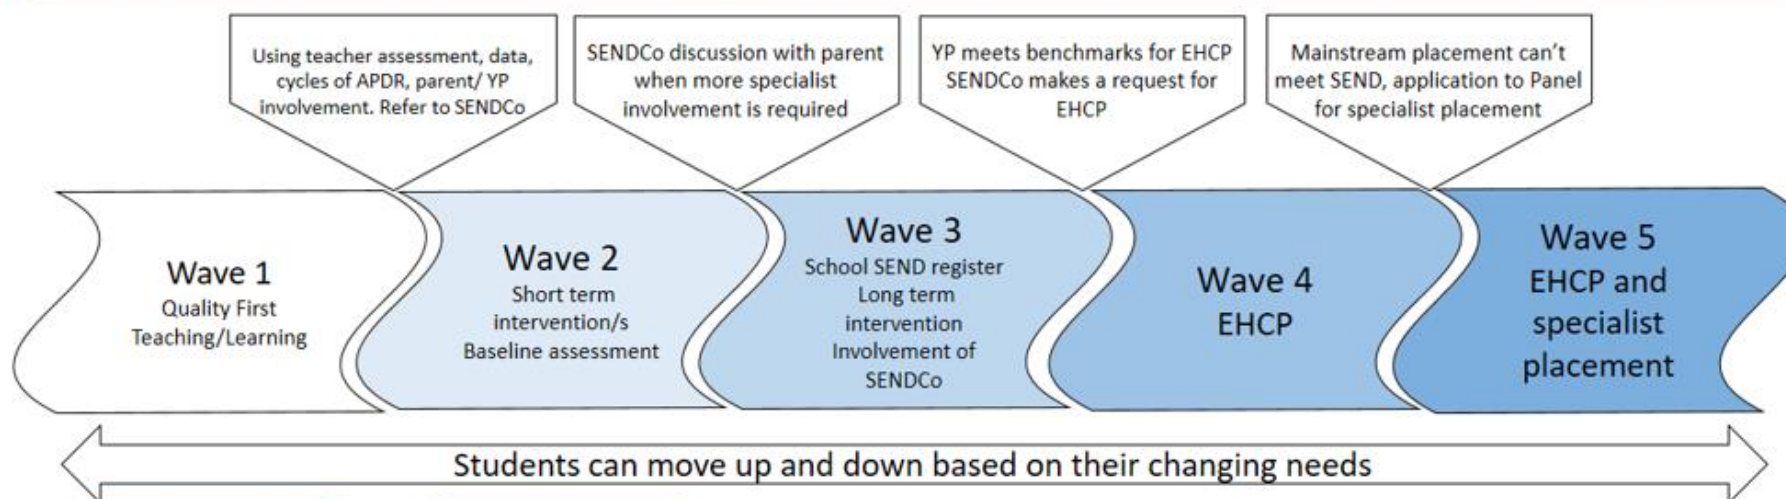 Using teacher assessment, data,
cycles of APDR, parent/ YP
involvement. Refer to SENDCo
SENDCo discussion with parent
when more specialist
involvement is required
YP meets benchmarks for EHCP
SENDCo makes a request for
EHCP
Mainstream placement can’t
meet SEND, application to Panel
for specialist placement
Wave 1
Quality First
Teaching/Learning
Wave 2
Short term
intervention/s
Baseline assessment
Wave 3
School SEND register
Long term
intervention
Involvement of
SENDCo
Wave 4
EHCP
Wave 5
EHCP and
specialist
placement
Students can move up and down based on their changing needs